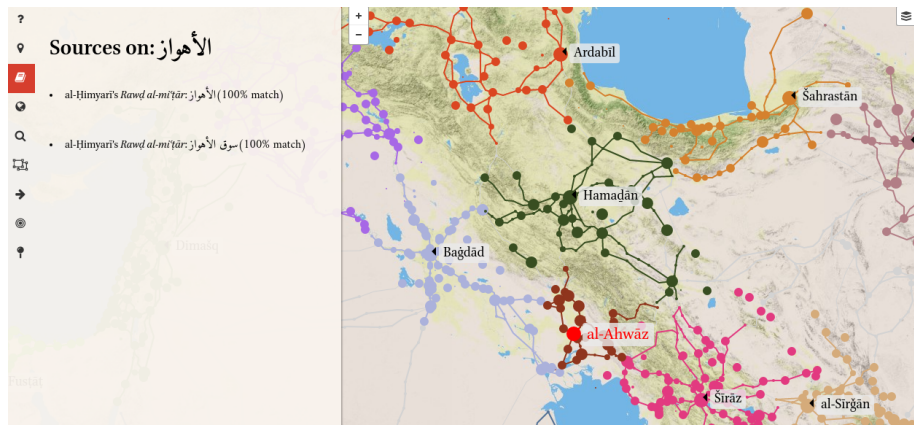 ?
Sources on: الأهواز
• al-Ḥimyarī's Rawḍ al-miʿṭār: الأهواز (100% match)
• al-Ḥimyarī's Rawḍ al-miʿṭār: سوق الأهواز (100% match)
Dimašq
Fusṭāṭ
+
−
Ardabīl
Šahrastān
Hamaḏān
Baġdād
al-Ahwāz
Šīrāz
al-Sīrǧān